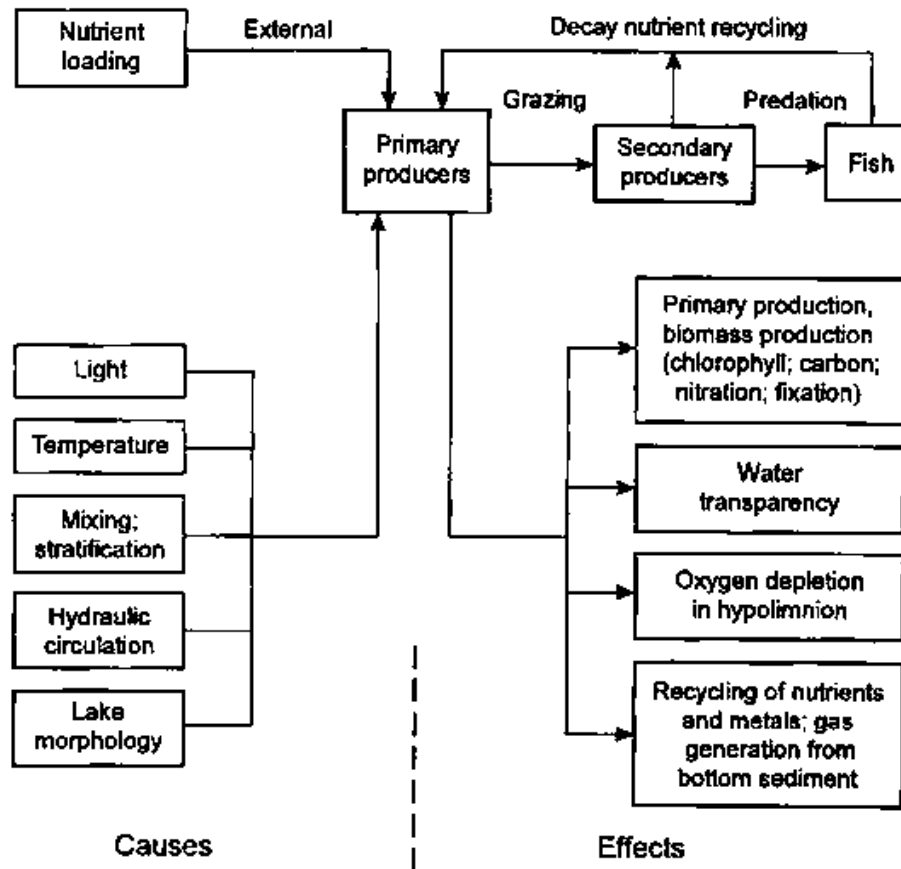 Nutrient
loading
External
Decay nutrient recycling
Grazing
Predation
Primary
producers
Secondary
producers
Fish
Light
Temperature
Mixing;
stratification
Hydraulic
circulation
Lake
morphology
Primary production,
biomass production
(chlorophyll; carbon;
nitration; fixation)
Water
transparency
Oxygen depletion
in hypolimnion
Recycling of nutrients
and metals; gas
generation from
bottom sediment
Causes
Effects